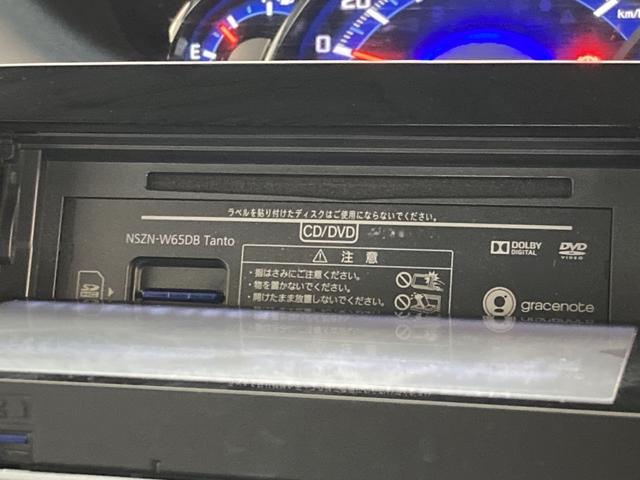 E
0
20
km/h
ラベルを貼り付けたディスクはご使用にならないでください。
CD/DVD
NSZN-W65DB Tanto
DOLBY
DIGITAL
DVD
VIDEO
⚠ 注 意
・指はさみにご注意ください。
・物を置かないでください。
・開けたまま放置しないでください。
gracenote